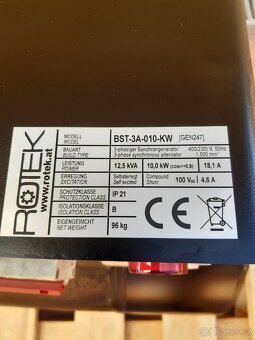 ROTEK
www.rotek.at
MODELL
MODEL
BST-3A-010-KW [GEN247]
BAUART
BUILD TYPE
3-phasiger Synchrongenerator 400(230) V, 50Hz
3-phase synchronous alternator 1.500 min⁻¹
LEISTUNG
POWER
12,5 kVA 10,0 kW (cosφ=0,8) 18,1 A
ERREGUNG
EXCITATION
Selbsterregt
Self excited
Compound
Short
100 VDC 4,6 A
SCHUTZKLASSE
PROTECTION CLASS
IP 21
ISOLATIONSKLASSE
ISOLATION CLASS
B
EIGENGEWICHT
NET WEIGHT
96 kg
CE